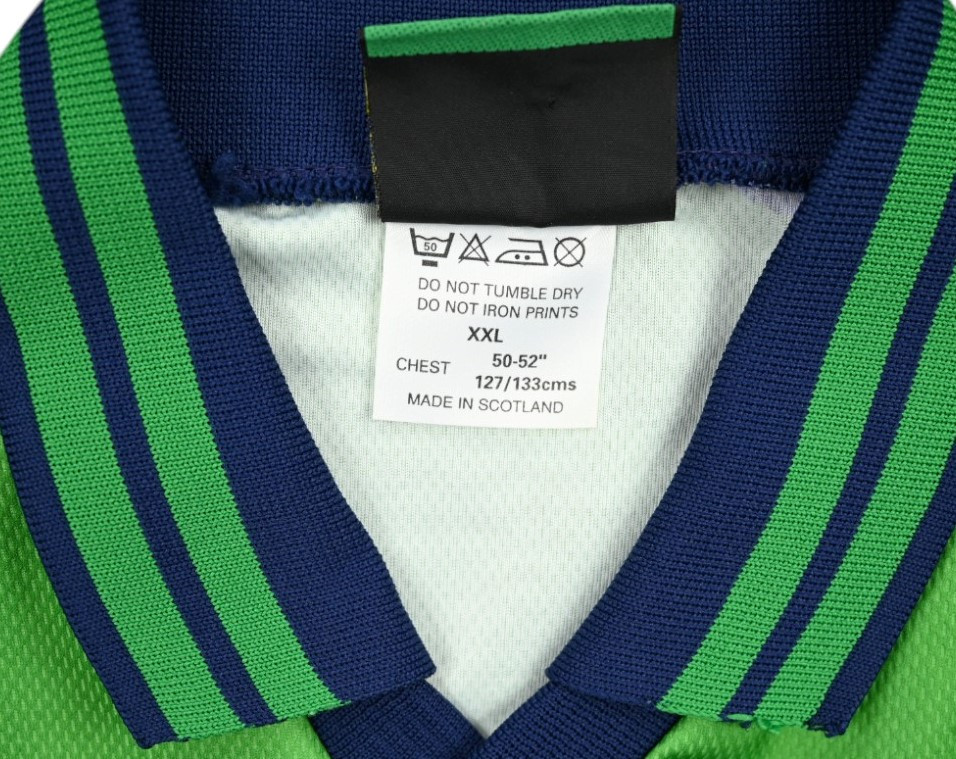 50
DO NOT TUMBLE DRY
DO NOT IRON PRINTS
XXL
CHEST 50-52"
127/133cms
MADE IN SCOTLAND